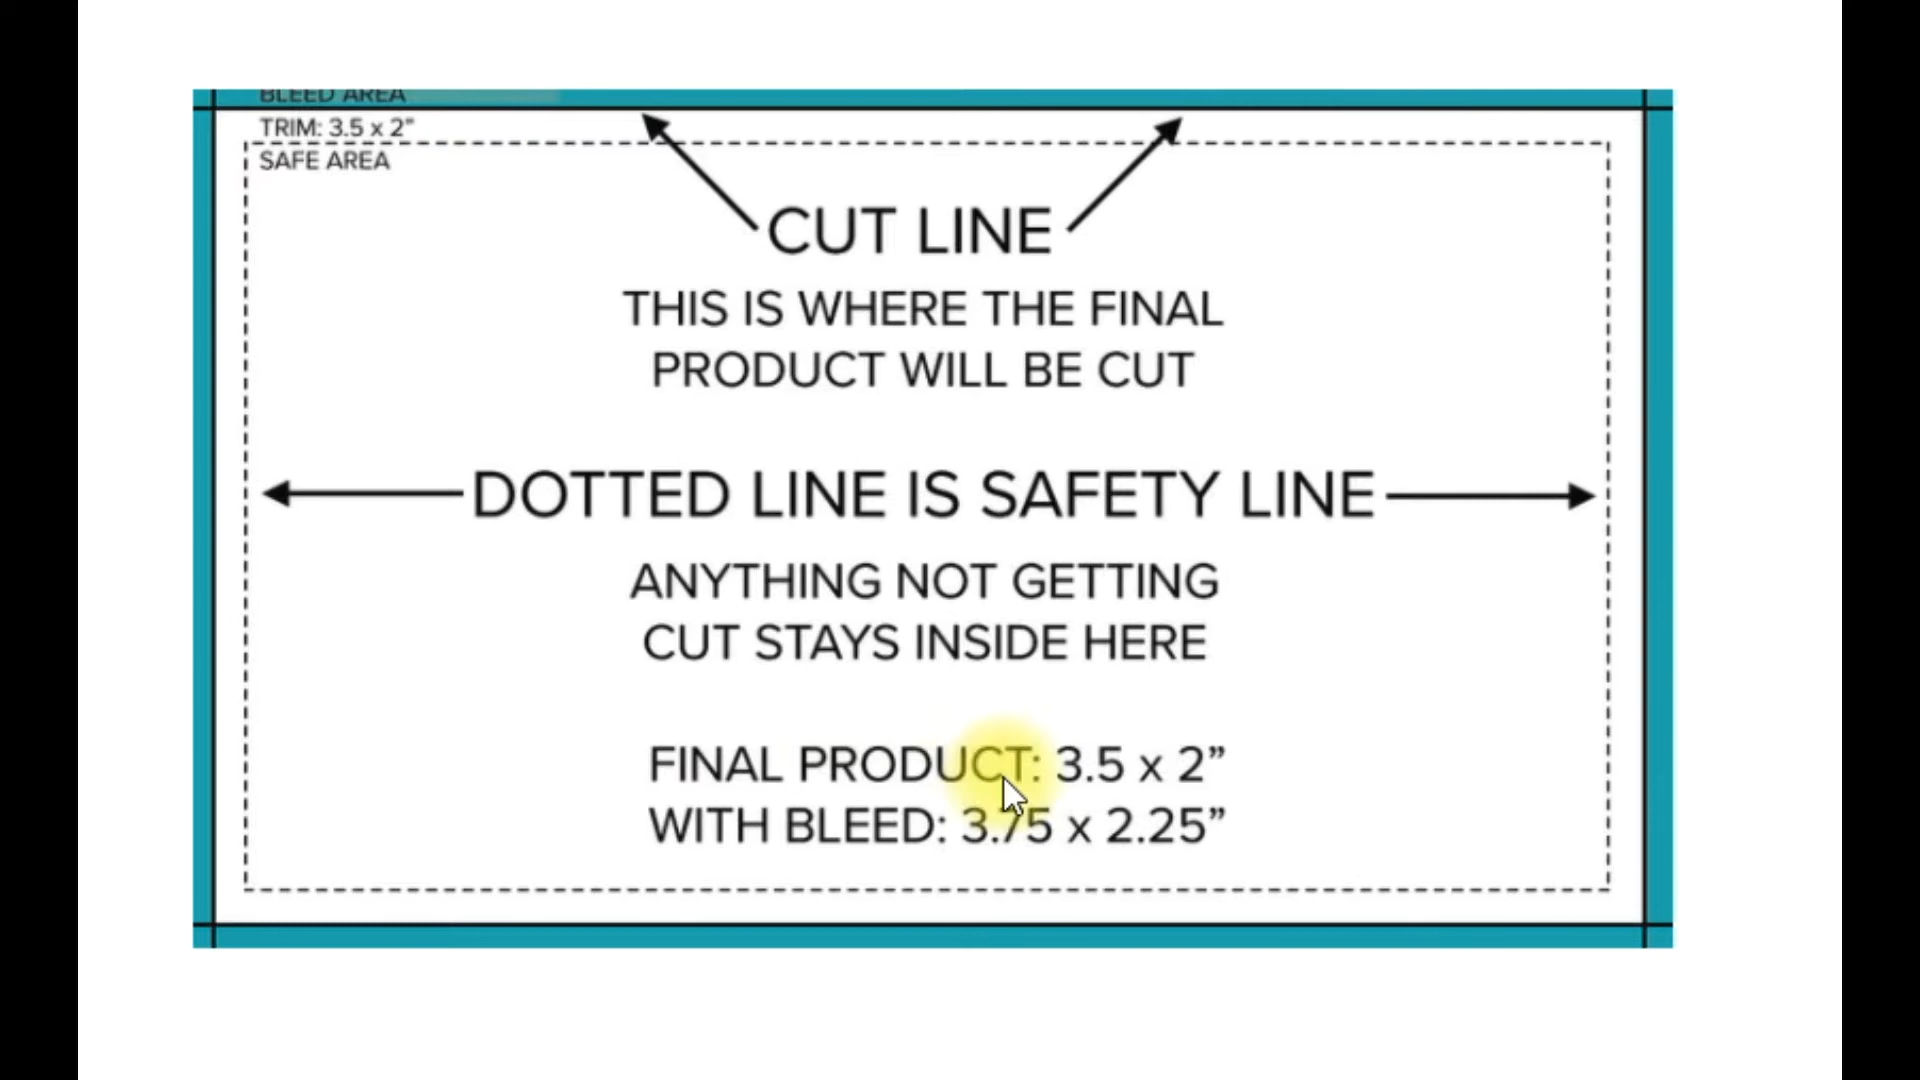 BLEED AREA
TRIM: 3.5 x 2”
SAFE AREA
CUT LINE
THIS IS WHERE THE FINAL
PRODUCT WILL BE CUT
DOTTED LINE IS SAFETY LINE
ANYTHING NOT GETTING
CUT STAYS INSIDE HERE
FINAL PRODUCT: 3.5 x 2”
WITH BLEED: 3.75 x 2.25”